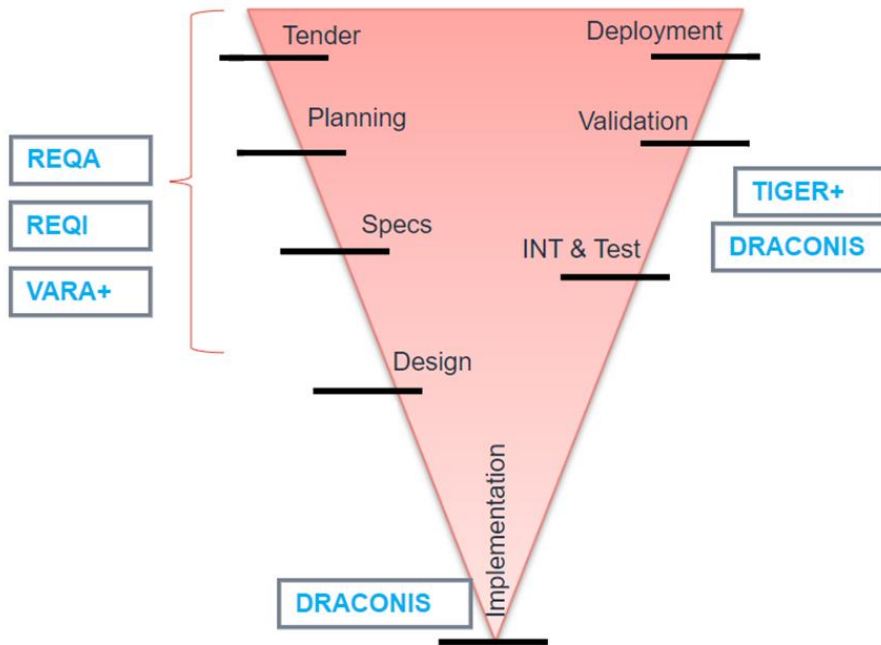 Tender
Deployment
Planning
Validation
REQA
TIGER+
REQI
Specs
INT & Test
DRACONIS
VARA+
Design
Implementation
DRACONIS